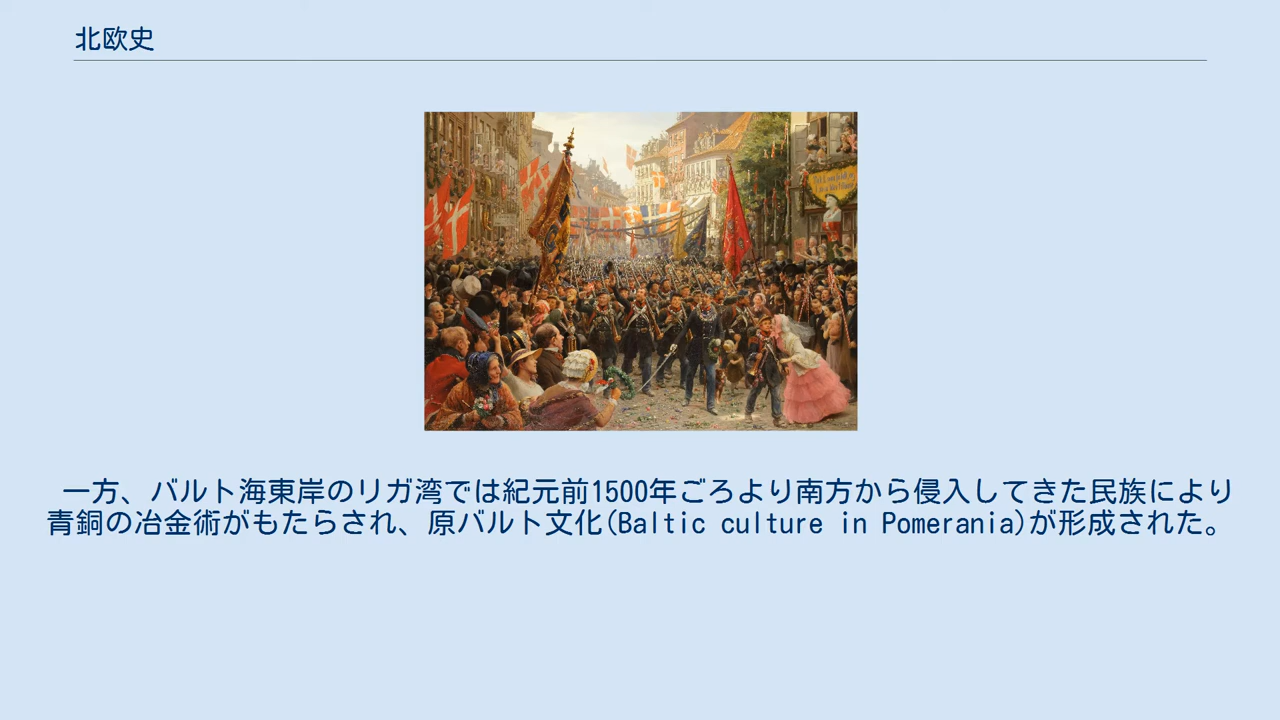 北欧史
一方、バルト海東岸のリガ湾では紀元前1500年ごろより南方から侵入してきた民族により
青銅の冶金術がもたらされ、原バルト文化(Baltic culture in Pomerania)が形成された。